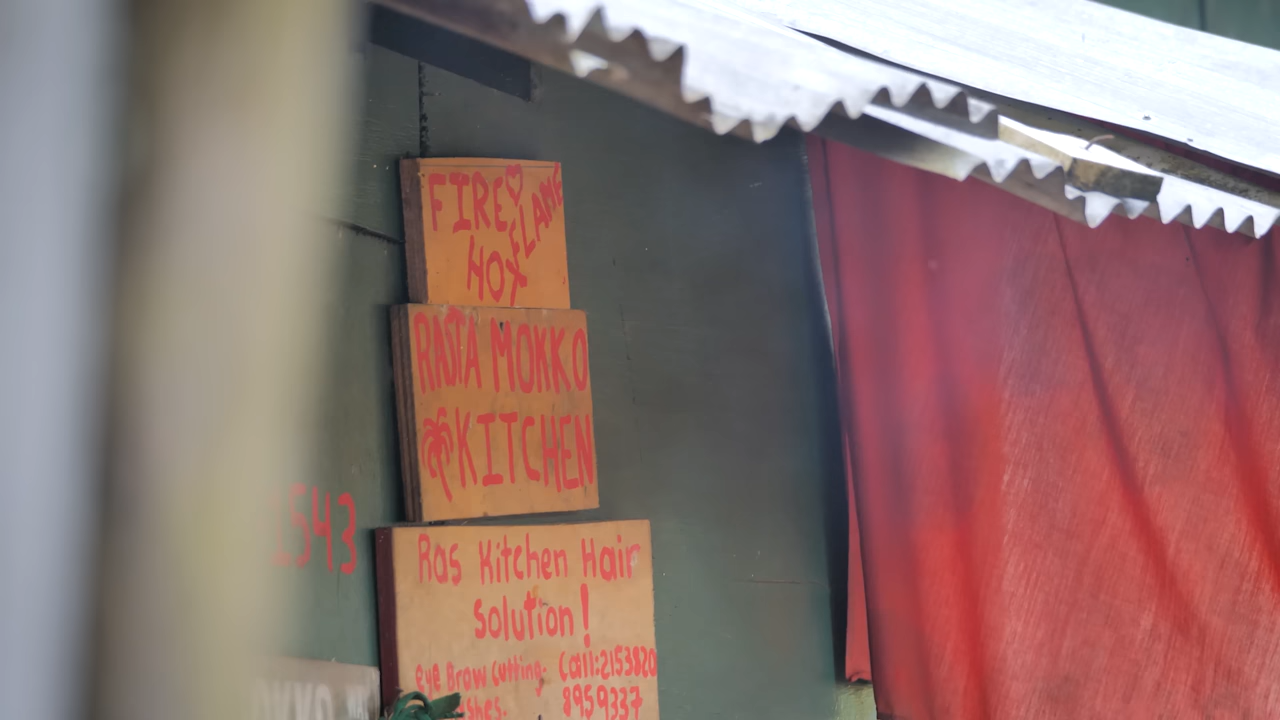 FIRE
FLAME
HOT
RASTA MOKKO
KITCHEN
Ras Kitchen Hair
Solution!
eye Brow Cutting. Call:2153820
8959337
543